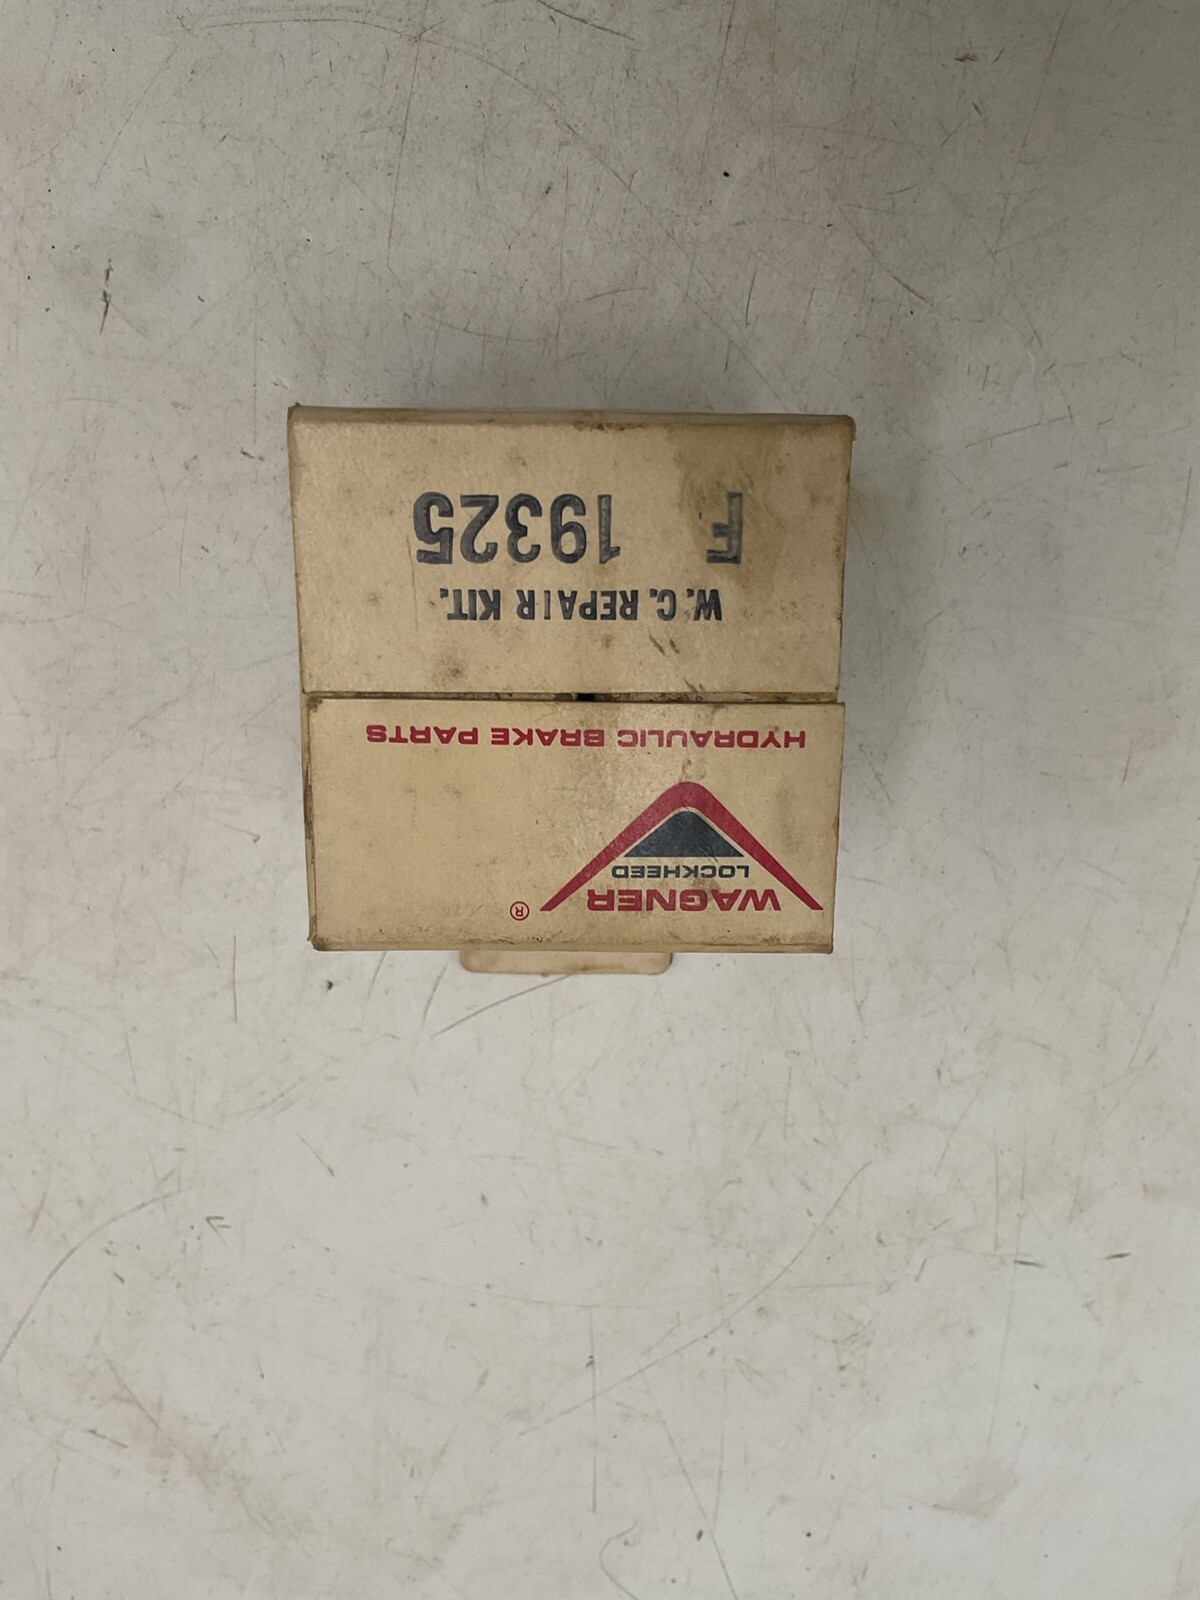 WAGNER ®
LOCKHEED
HYDRAULIC BRAKE PARTS
W.C. REPAIR KIT.
F 19325